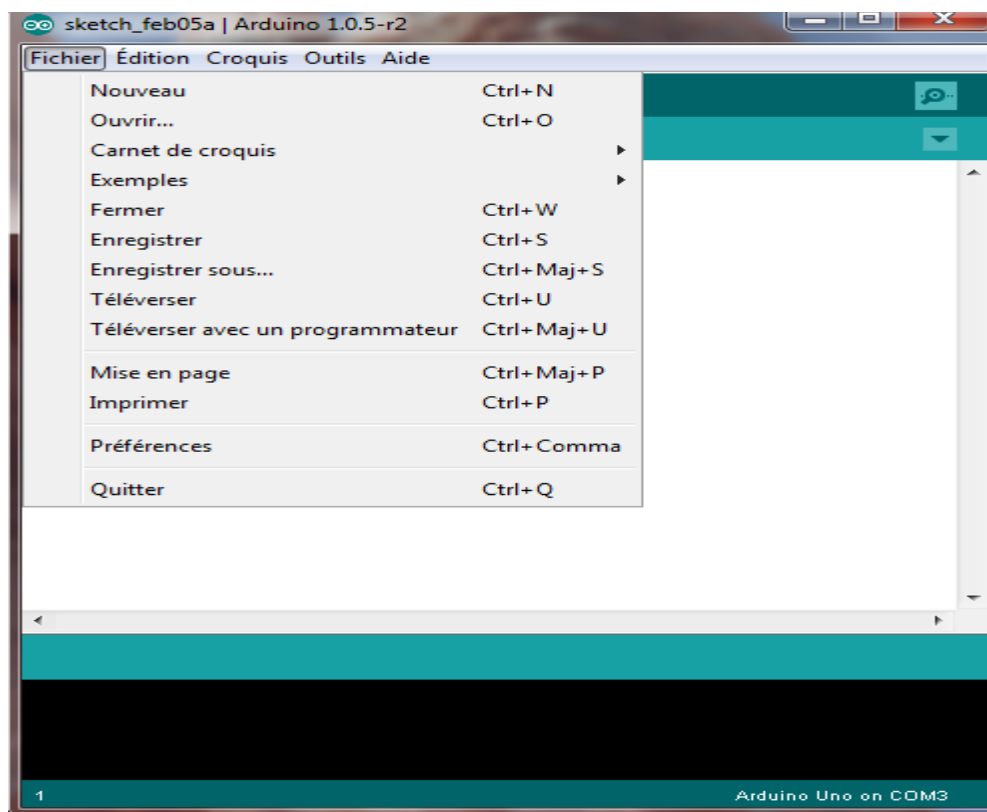 sketch_feb05a | Arduino 1.0.5-r2
Fichier Édition Croquis Outils Aide
Nouveau Ctrl+N
Ouvrir... Ctrl+O
Carnet de croquis
Exemples
Fermer Ctrl+W
Enregistrer Ctrl+S
Enregistrer sous... Ctrl+Maj+S
Téléverser Ctrl+U
Téléverser avec un programmateur Ctrl+Maj+U
Mise en page Ctrl+Maj+P
Imprimer Ctrl+P
Préférences Ctrl+Comma
Quitter Ctrl+Q
1 Arduino Uno on COM3